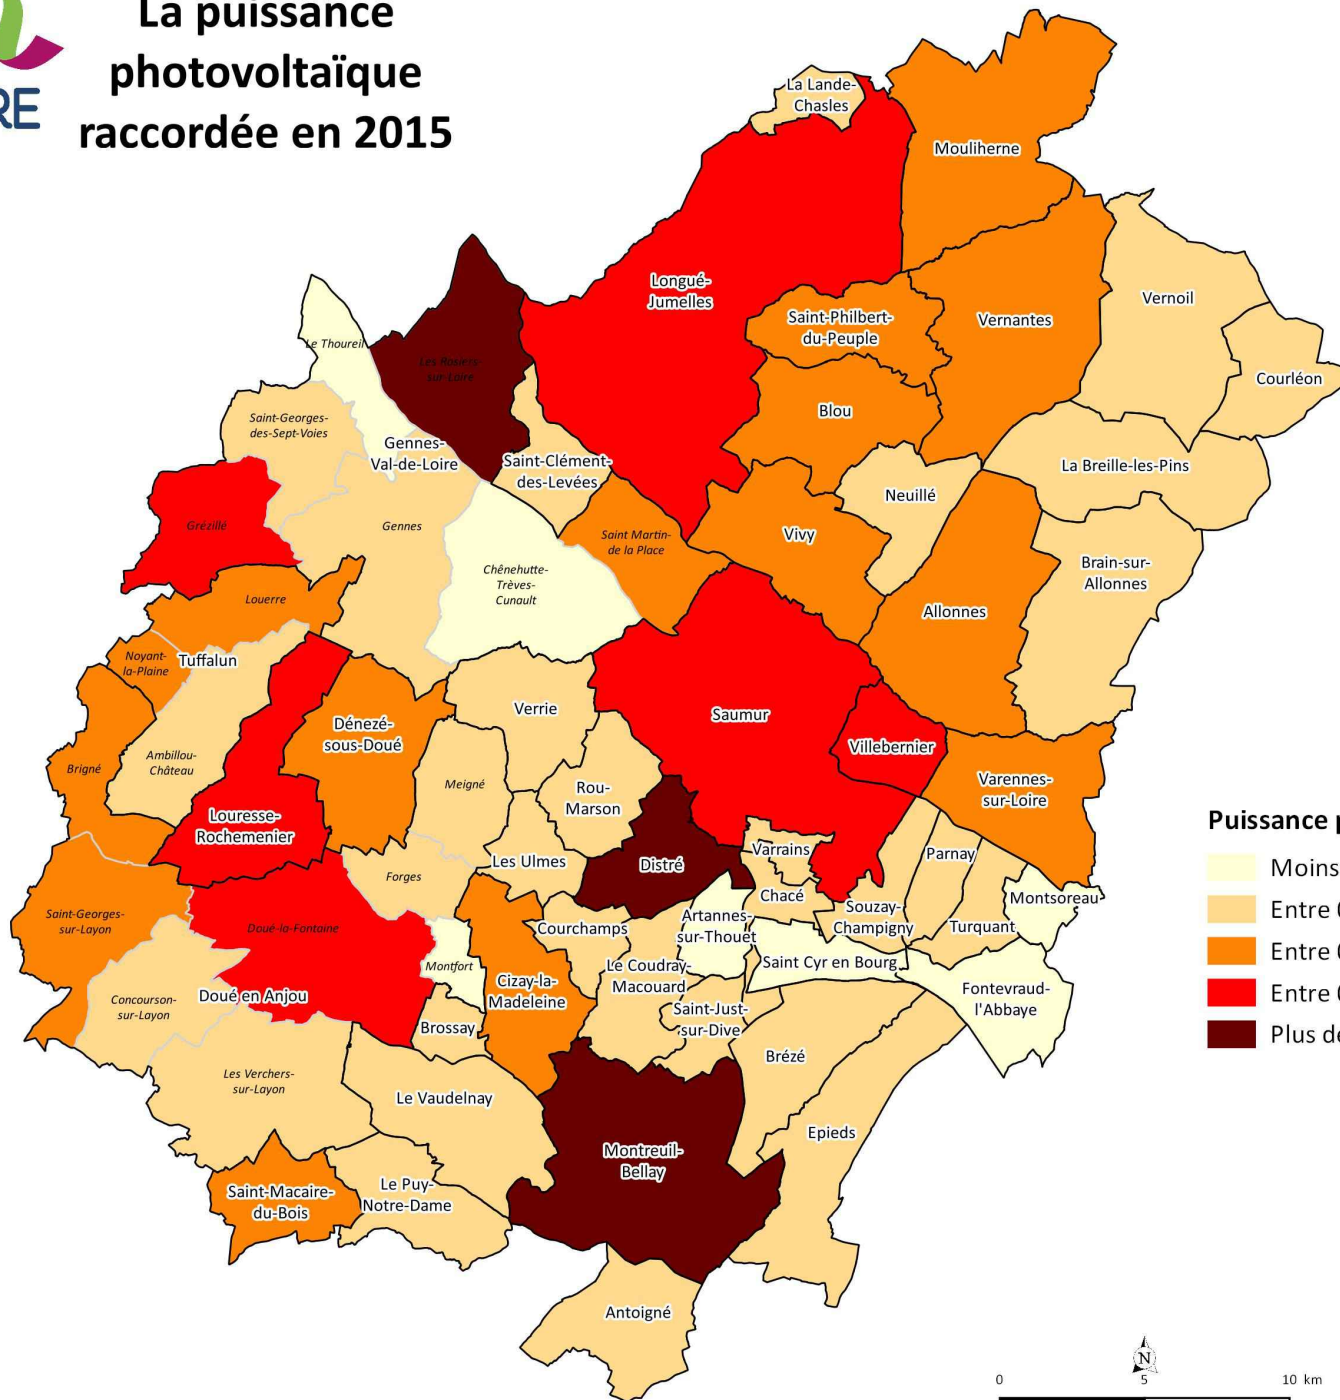 RE
La puissance
photovoltaïque
raccordée en 2015
La Lande-
Chasles
Mouliherne
Longué-
Jumelles
Vernoil
Saint-Philbert-
du-Peuple
Vernantes
Le Thoureil
Les Rosiers-
sur-Loire
Courléon
Blou
Saint-Georges-
des-Sept-Voies
Gennes-
Val-de-Loire
Saint-Clément-
des-Levées
La Breille-les-Pins
Neuillé
Grézillé
Gennes
Saint Martin-
de la Place
Vivy
Chênehutte-
Trèves-
Cunault
Brain-sur-
Allonnes
Louerre
Allonnes
Noyant-
la-Plaine
Tuffalun
Verrie
Saumur
Dénezé-
sous-Doué
Villebernier
Ambillou-
Château
Brigné
Meigné
Rou-
Marson
Varennes-
sur-Loire
Louresse-
Rochemenier
Puissance p
Varrains
Parnay
Les Ulmes
Distré
Moins
Forges
Chacé
Montsoreau
Entre 0
Saint-Georges-
sur-Layon
Doué-la-Fontaine
Courchamps
Artannes-
sur-Thouet
Souzay-
Champigny
Turquant
Entre 0
Montfort
Le Coudray-
Macouard
Saint Cyr en Bourg
Cizay-la-
Madeleine
Fontevraud-
l'Abbaye
Entre 0
Concourson-
sur-Layon
Doué en Anjou
Saint-Just-
sur-Dive
Brossay
Plus de
Brézé
Les Verchers-
sur-Layon
Le Vaudelnay
Epieds
Montreuil-
Bellay
Saint-Macaire-
du-Bois
Le Puy-
Notre-Dame
Antoigné
N
0 5 10 km